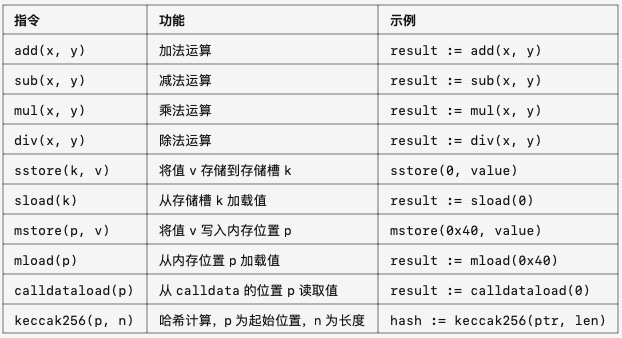 指令 功能 示例
add(x, y) 加法运算 result := add(x, y)
sub(x, y) 减法运算 result := sub(x, y)
mul(x, y) 乘法运算 result := mul(x, y)
div(x, y) 除法运算 result := div(x, y)
sstore(k, v) 将值 v 存储到存储槽 k sstore(0, value)
sload(k) 从存储槽 k 加载值 result := sload(0)
mstore(p, v) 将值 v 写入内存位置 p mstore(0x40, value)
mload(p) 从内存位置 p 加载值 result := mload(0x40)
calldataload(p) 从 calldata 的位置 p 读取值 result := calldataload(0)
keccak256(p, n) 哈希计算，p 为起始位置，n 为长度 hash := keccak256(ptr, len)